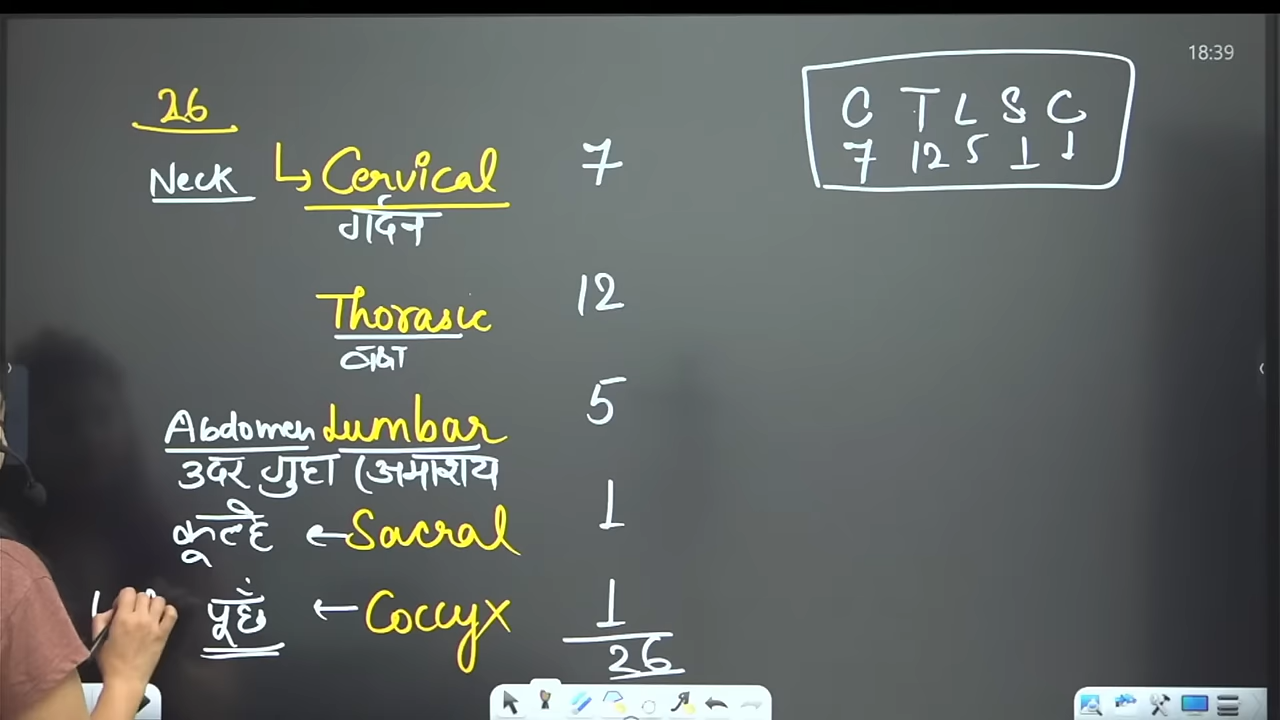 18:39
26
C T L S C
7 12 5 1 1
Neck ↳ Cervical 7
गर्दन
Thorasic 12
वक्ष
Abdomen Lumbar 5
उदर गुहा (अमाशय
कूल्हे ← Sacral 1
पूछँ ← Coccyx 1
26